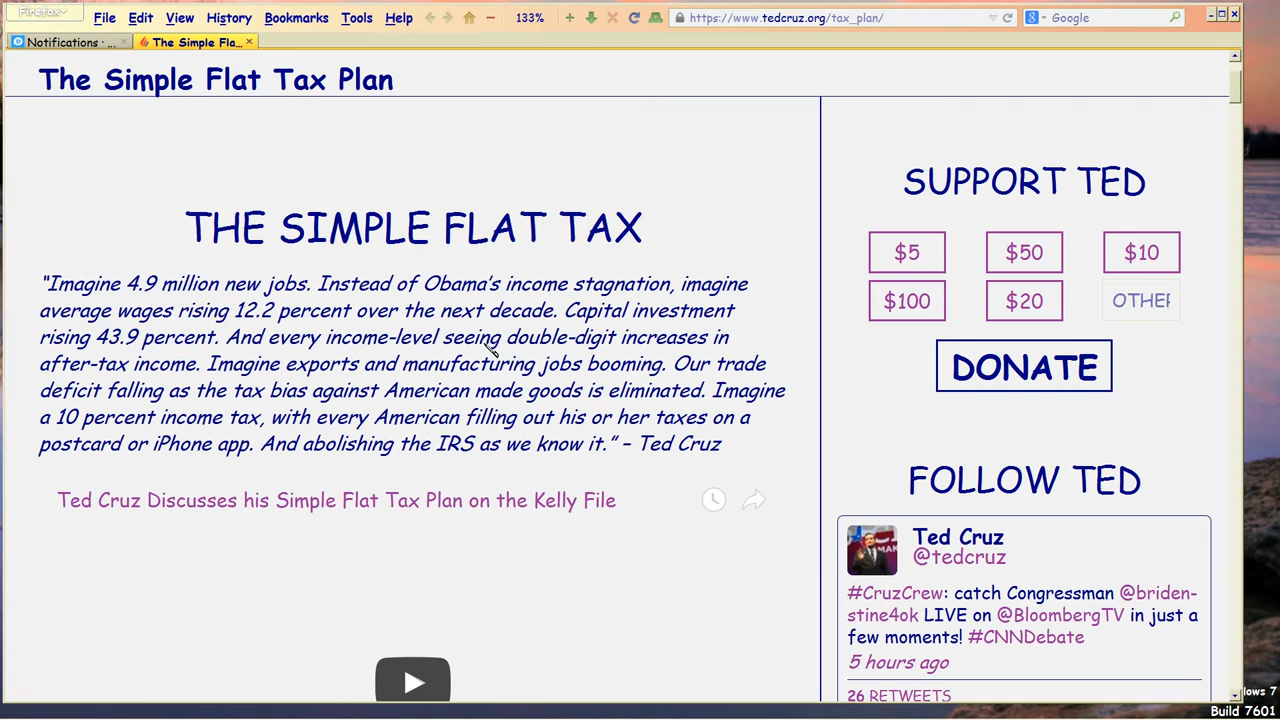 Firefox
File Edit View History Bookmarks Tools Help 133% https://www.tedcruz.org/tax_plan/ Google
Notifications · ... The Simple Fla...
The Simple Flat Tax Plan
THE SIMPLE FLAT TAX
"Imagine 4.9 million new jobs. Instead of Obama's income stagnation, imagine
average wages rising 12.2 percent over the next decade. Capital investment
rising 43.9 percent. And every income-level seeing double-digit increases in
after-tax income. Imagine exports and manufacturing jobs booming. Our trade
deficit falling as the tax bias against American made goods is eliminated. Imagine
a 10 percent income tax, with every American filling out his or her taxes on a
postcard or iPhone app. And abolishing the IRS as we know it." – Ted Cruz
Ted Cruz Discusses his Simple Flat Tax Plan on the Kelly File
SUPPORT TED
$5 $50 $10
$100 $20 OTHER
DONATE
FOLLOW TED
Ted Cruz
@tedcruz
#CruzCrew: catch Congressman @briden-
stine4ok LIVE on @BloombergTV in just a
few moments! #CNNDebate
5 hours ago
26 RETWEETS
lows 7
Build 7601